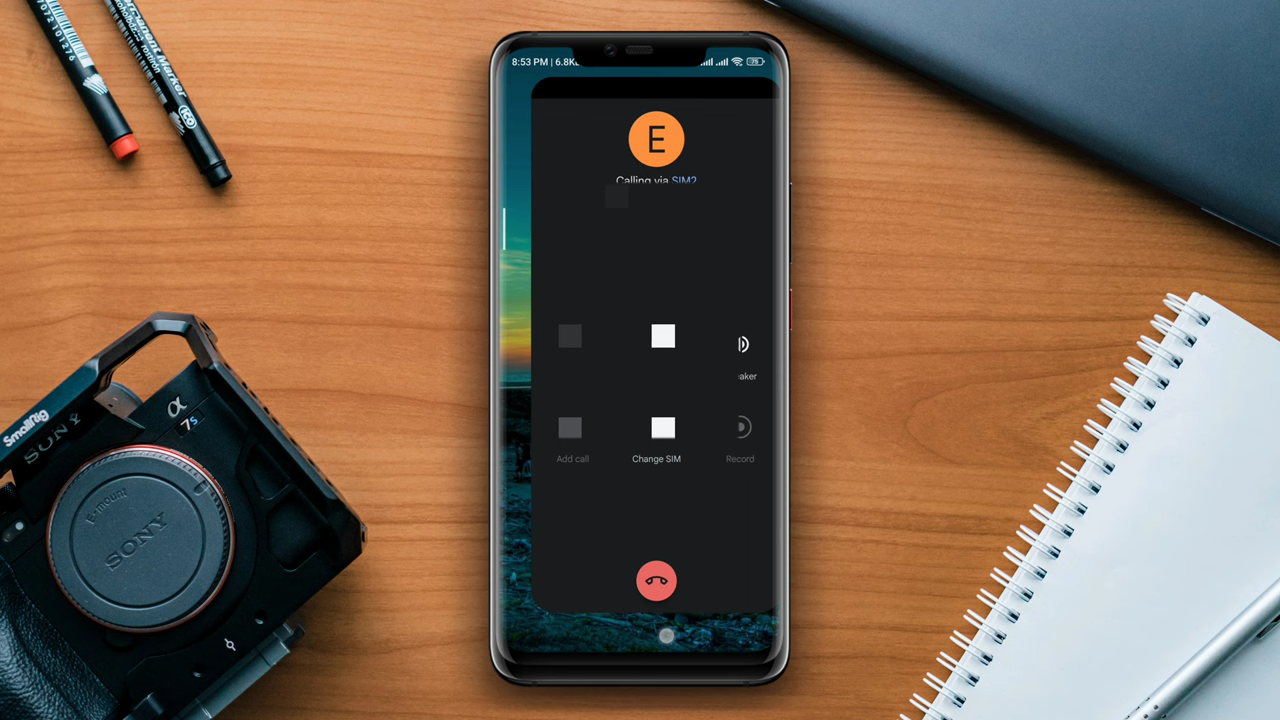 8:53 PM | 6.8K
E
Calling via SIM2
aker
Add call
Change SIM
Record
Marker
SmallRig
SONY
α
7s
E-mount
SONY